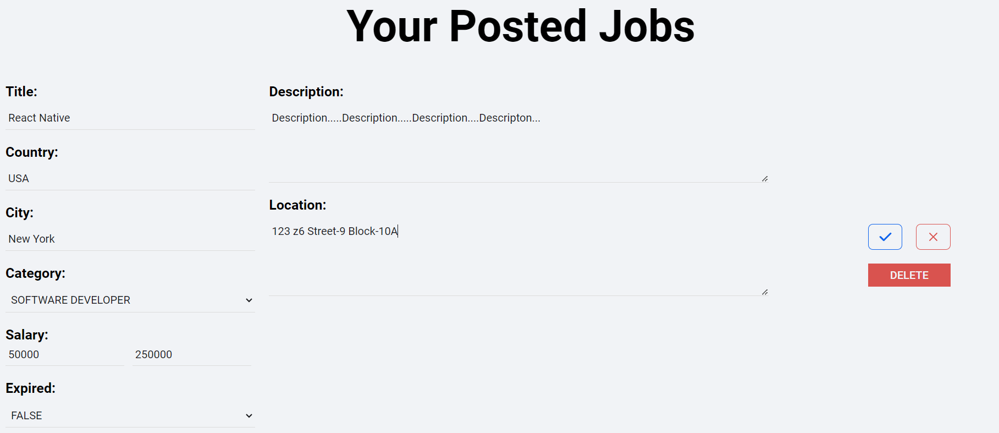 Your Posted Jobs
Title:
React Native
Country:
USA
City:
New York
Category:
SOFTWARE DEVELOPER
Salary:
50000 250000
Expired:
FALSE
Description:
Description.....Description.....Description....Descripton...
Location:
123 z6 Street-9 Block-10A
DELETE